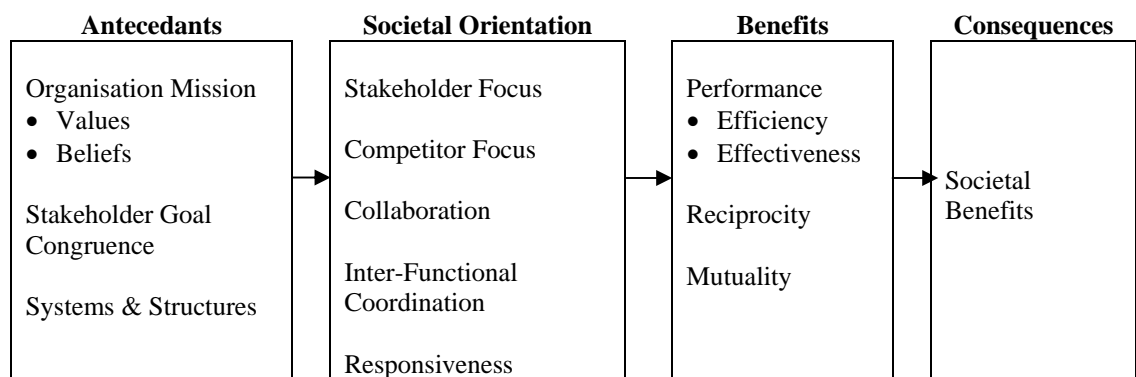 Antecedants
Organisation Mission
• Values
• Beliefs
Stakeholder Goal
Congruence
Systems & Structures
Societal Orientation
Stakeholder Focus
Competitor Focus
Collaboration
Inter-Functional
Coordination
Responsiveness
Benefits
Performance
• Efficiency
• Effectiveness
Reciprocity
Mutuality
Consequences
Societal
Benefits